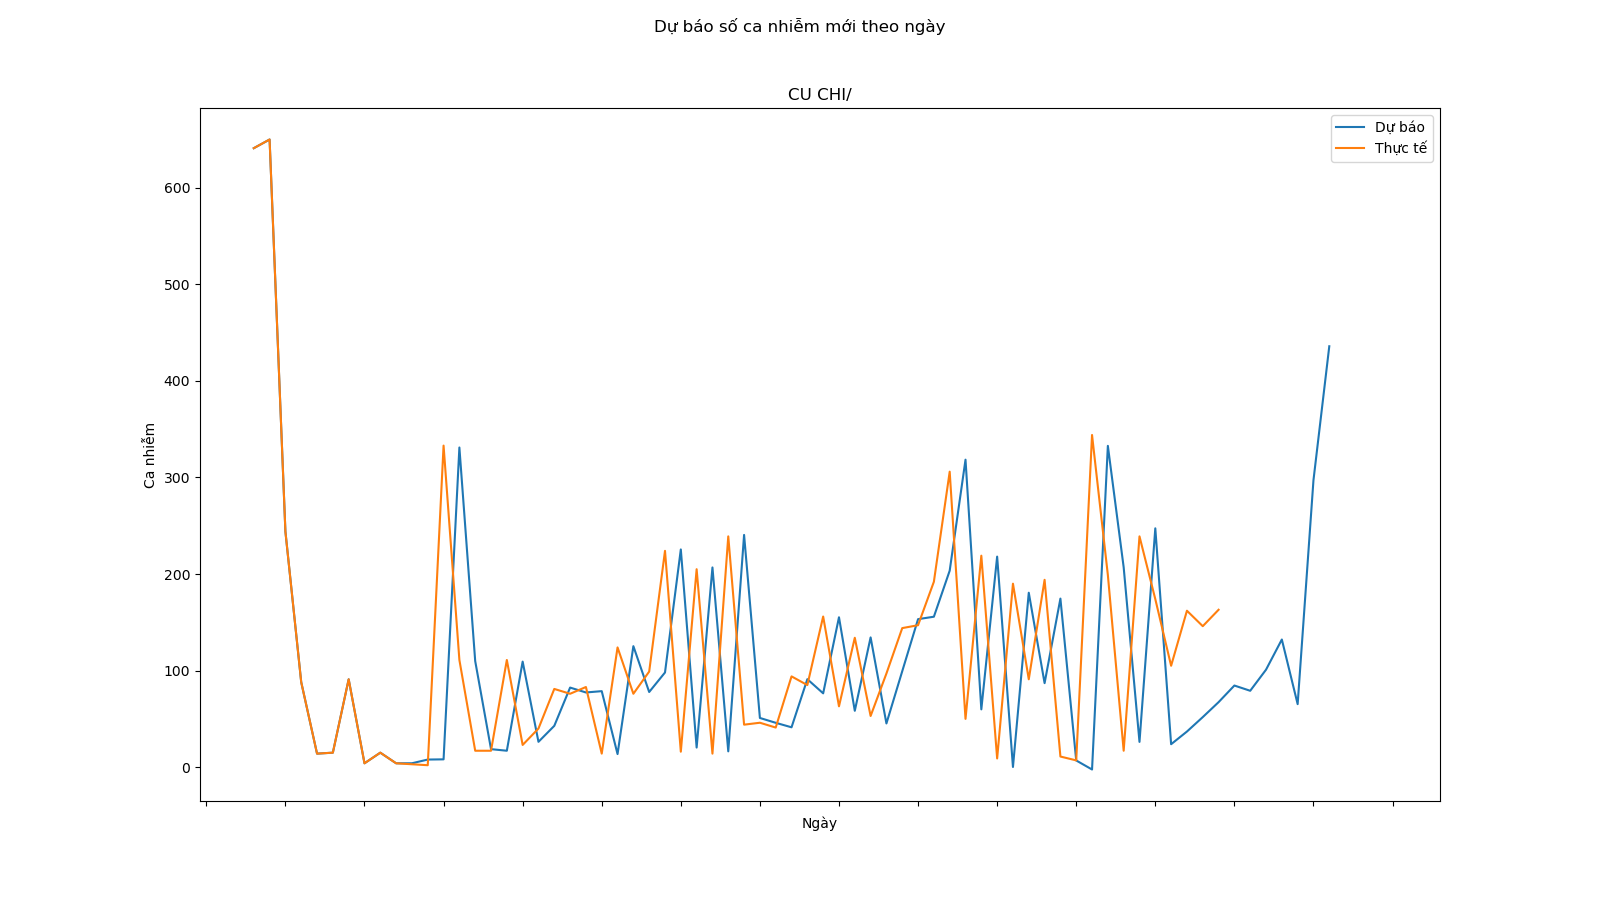 Dự báo số ca nhiễm mới theo ngày
CU CHI/
Dự báo
Thực tế
600
500
400
300
200
100
0
Ca nhiễm
Ngày